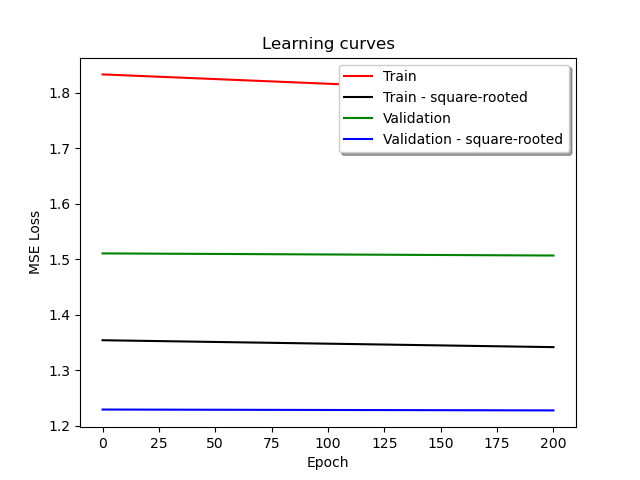 Learning curves
Train
Train - square-rooted
Validation
Validation - square-rooted
1.8
1.7
1.6
1.5
1.4
1.3
1.2
MSE Loss
0 25 50 75 100 125 150 175 200
Epoch